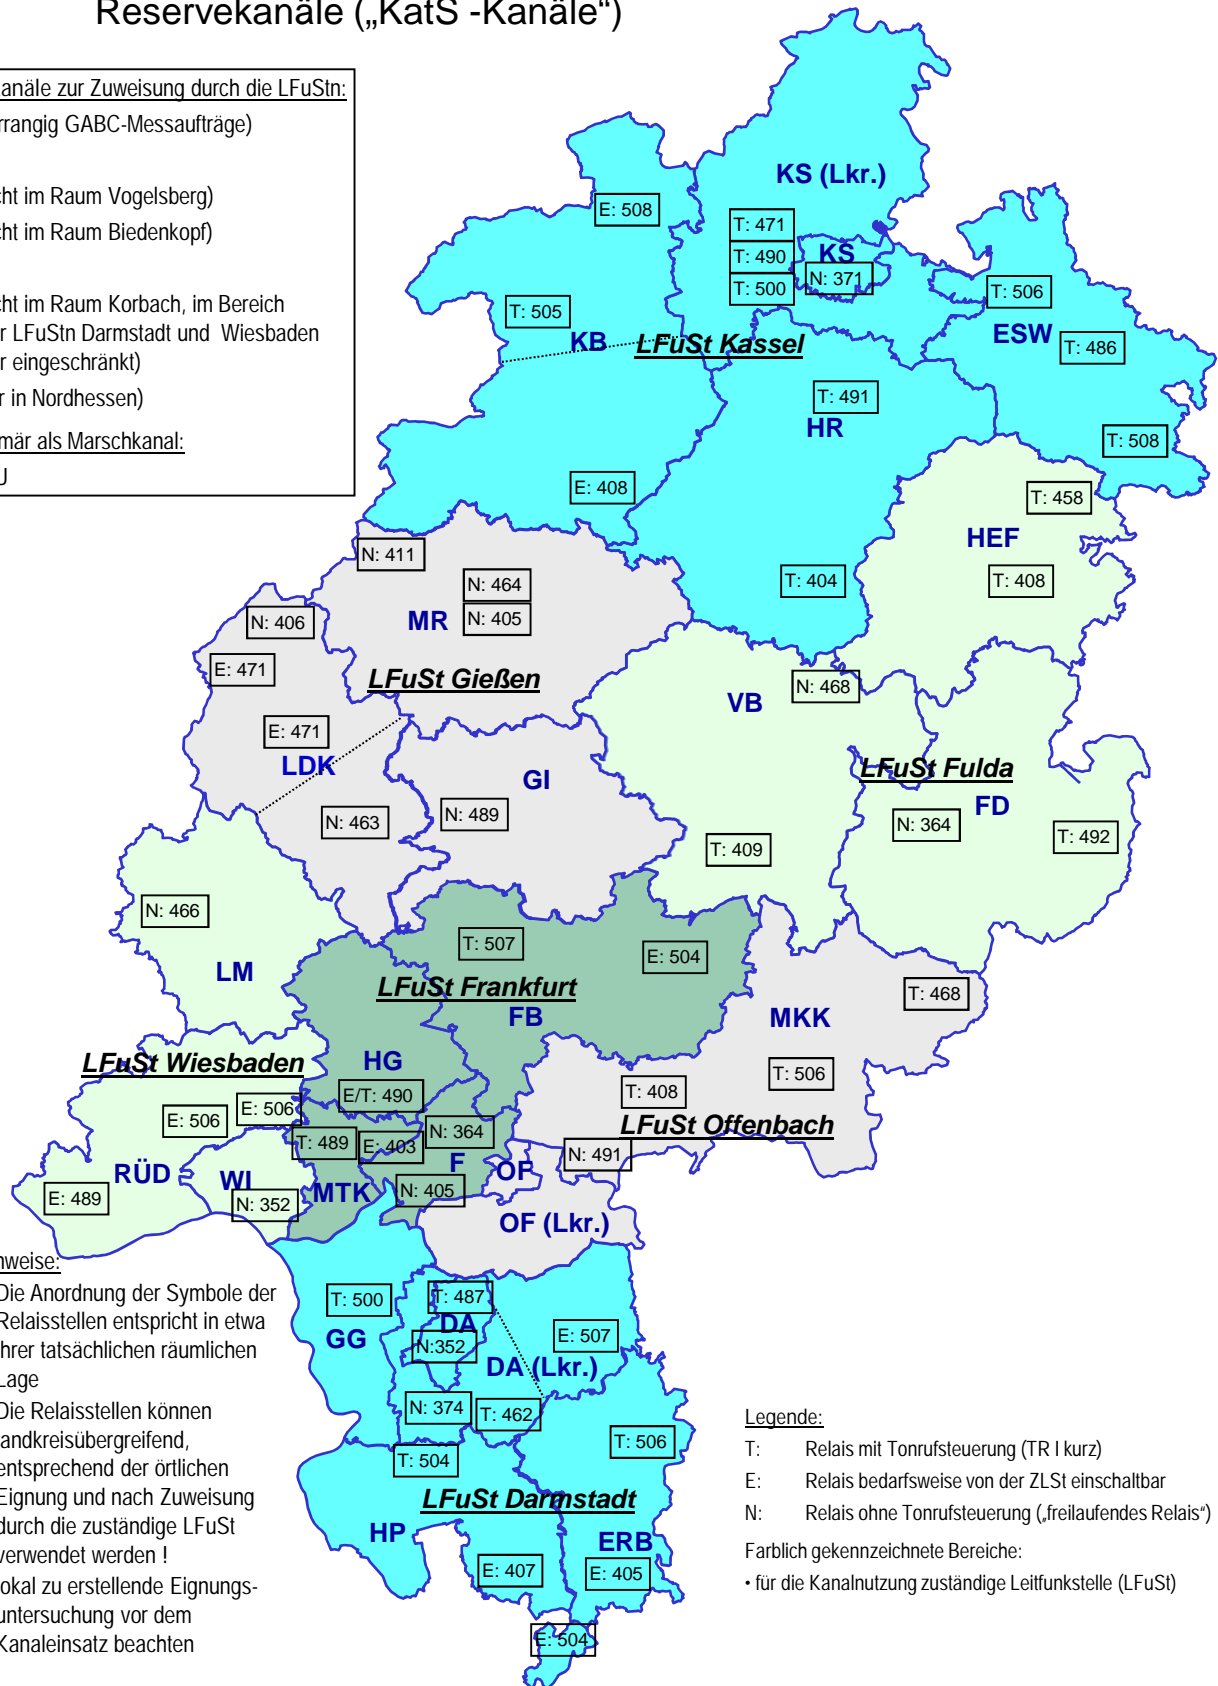 Reservekanäle („KatS -Kanäle“)
anäle zur Zuweisung durch die LFuStn:
rrangig GABC-Messaufträge)
cht im Raum Vogelsberg)
cht im Raum Biedenkopf)
cht im Raum Korbach, im Bereich
r LFuStn Darmstadt und Wiesbaden
r eingeschränkt)
r in Nordhessen)
mär als Marschkanal:
U
KS (Lkr.)
E: 508
T: 471
T: 490
KS
N: 371
T: 500
T: 506
T: 505
KB
LFuSt Kassel
ESW
T: 486
T: 491
HR
T: 508
E: 408
T: 458
HEF
N: 411
N: 464
T: 404
T: 408
N: 406
MR
N: 405
E: 471
LFuSt Gießen
N: 468
VB
E: 471
LDK
GI
LFuSt Fulda
FD
N: 463
N: 489
N: 364
T: 492
T: 409
N: 466
LM
T: 507
E: 504
LFuSt Frankfurt
FB
T: 468
MKK
LFuSt Wiesbaden
HG
T: 506
E/T: 490
T: 408
E: 506
E: 506
LFuSt Offenbach
T: 489
E: 403
N: 364
F
OF
N: 491
RÜD
WI
MTK
N: 405
E: 489
N: 352
OF (Lkr.)
nweise:
Die Anordnung der Symbole der
Relaisstellen entspricht in etwa
hrer tatsächlichen räumlichen
Lage
Die Relaisstellen können
andkreisübergreifend,
entsprechend der örtlichen
Eignung und nach Zuweisung
durch die zuständige LFuSt
verwendet werden !
okal zu erstellende Eignungs-
untersuchung vor dem
Kanaleinsatz beachten
T: 500
GG
T: 487
DA
N:352
E: 507
DA (Lkr.)
N: 374
T: 462
T: 506
T: 504
LFuSt Darmstadt
HP
ERB
E: 407
E: 405
E: 504
Legende:
T: Relais mit Tonrufsteuerung (TR I kurz)
E: Relais bedarfsweise von der ZLSt einschaltbar
N: Relais ohne Tonrufsteuerung („freilaufendes Relais“)
Farblich gekennzeichnete Bereiche:
• für die Kanalnutzung zuständige Leitfunkstelle (LFuSt)